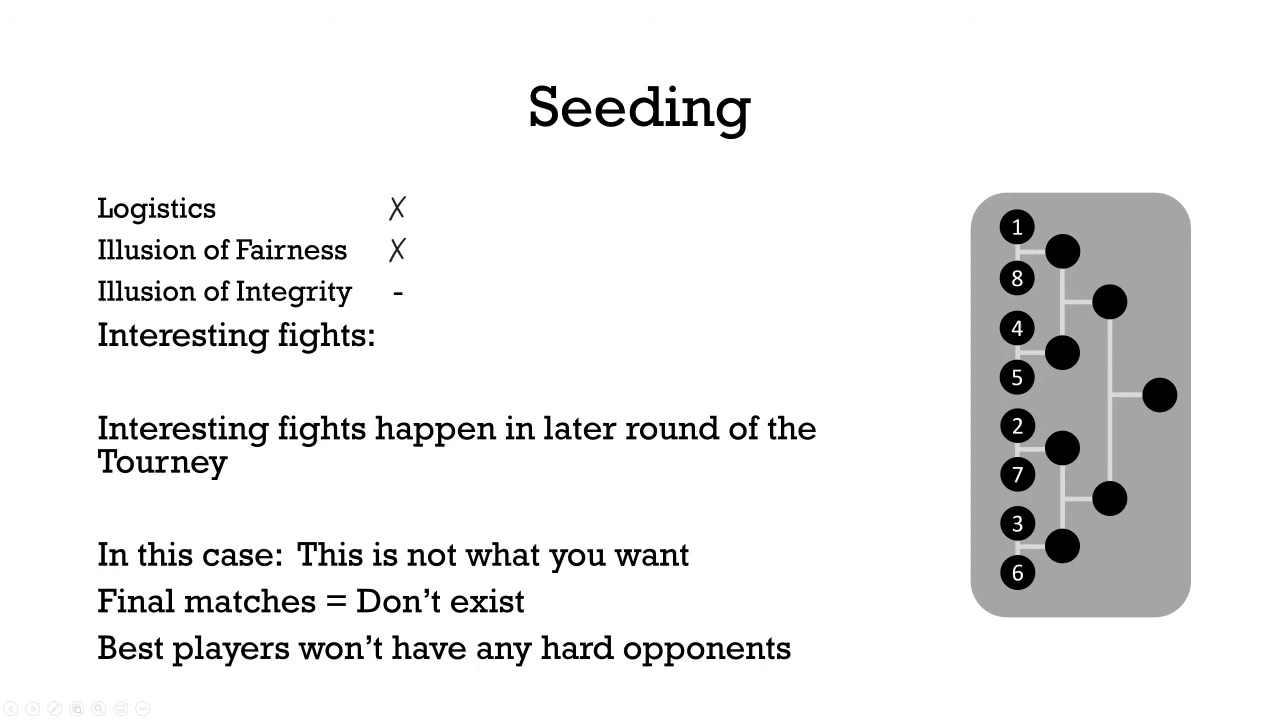 Seeding
Logistics X
Illusion of Fairness X
Illusion of Integrity -
Interesting fights:
Interesting fights happen in later round of the
Tourney
In this case:  This is not what you want
Final matches = Don’t exist
Best players won’t have any hard opponents
1
8
4
5
2
7
3
6